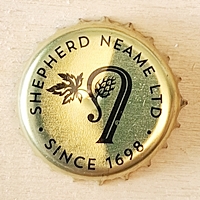 SHEPHERD NEAME LTD
• SINCE 1698 •